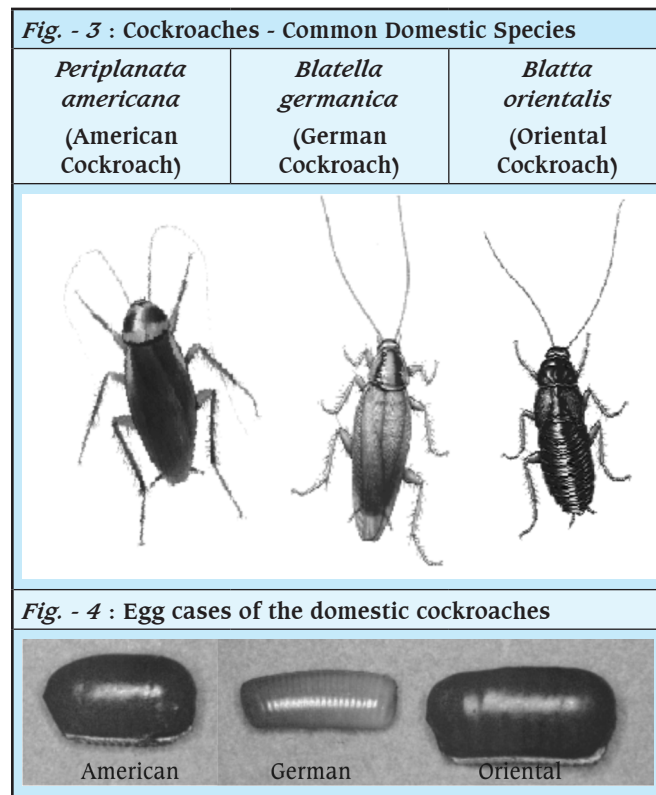 Fig. - 3 : Cockroaches - Common Domestic Species
Periplanata
americana
(American
Cockroach)
Blatella
germanica
(German
Cockroach)
Blatta
orientalis
(Oriental
Cockroach)
Fig. - 4 : Egg cases of the domestic cockroaches
American
German
Oriental